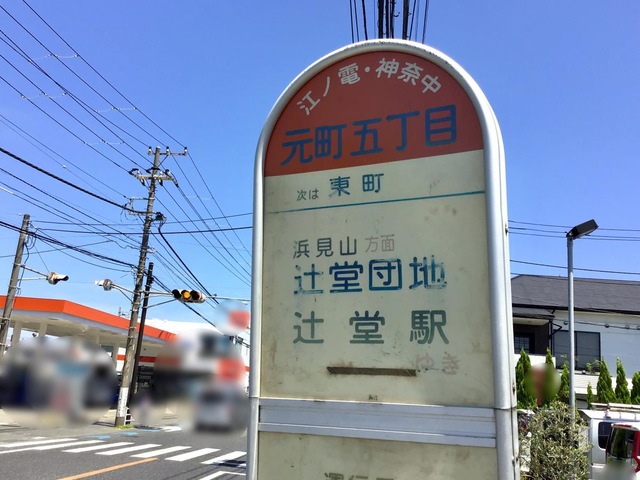 江ノ電・神奈中
元町五丁目
次は 東町
浜見山 方面
辻堂団地
辻堂駅
ゆき